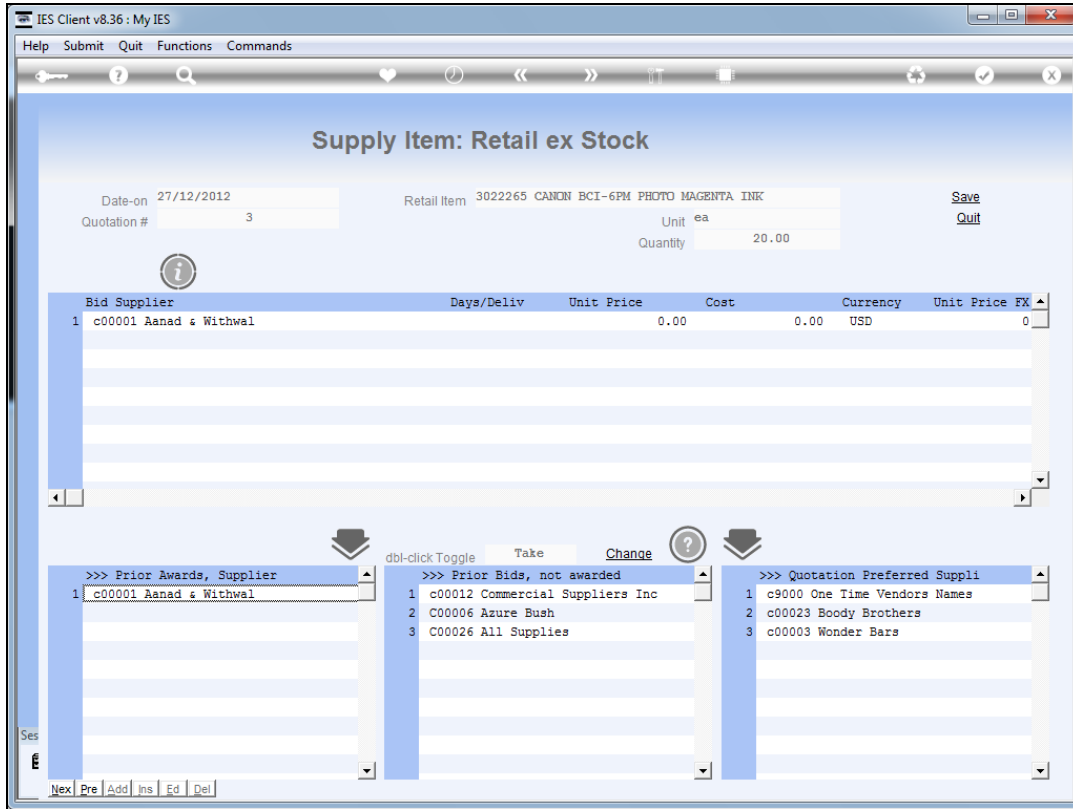 IES Client v8.36 : My IES
Help Submit Quit Functions Commands
Supply Item: Retail ex Stock
Date-on 27/12/2012 Retail Item 3022265 CANON BCI-6PM PHOTO MAGENTA INK Save
Quotation # 3 Unit ea Quit
Quantity 20.00
Bid Supplier Days/Deliv Unit Price Cost Currency Unit Price FX
1 c00001 Aanad & Withwal 0.00 0.00 USD 0
dbl-click Toggle Take Change
>>> Prior Awards, Supplier >>> Prior Bids, not awarded >>> Quotation Preferred Suppli
1 c00001 Aanad & Withwal 1 c00012 Commercial Suppliers Inc 1 c9000 One Time Vendors Names
2 C00006 Azure Bush 2 c00023 Boody Brothers
3 C00026 All Supplies 3 c00003 Wonder Bars
Ses
Nex Pre Add Ins Ed Del